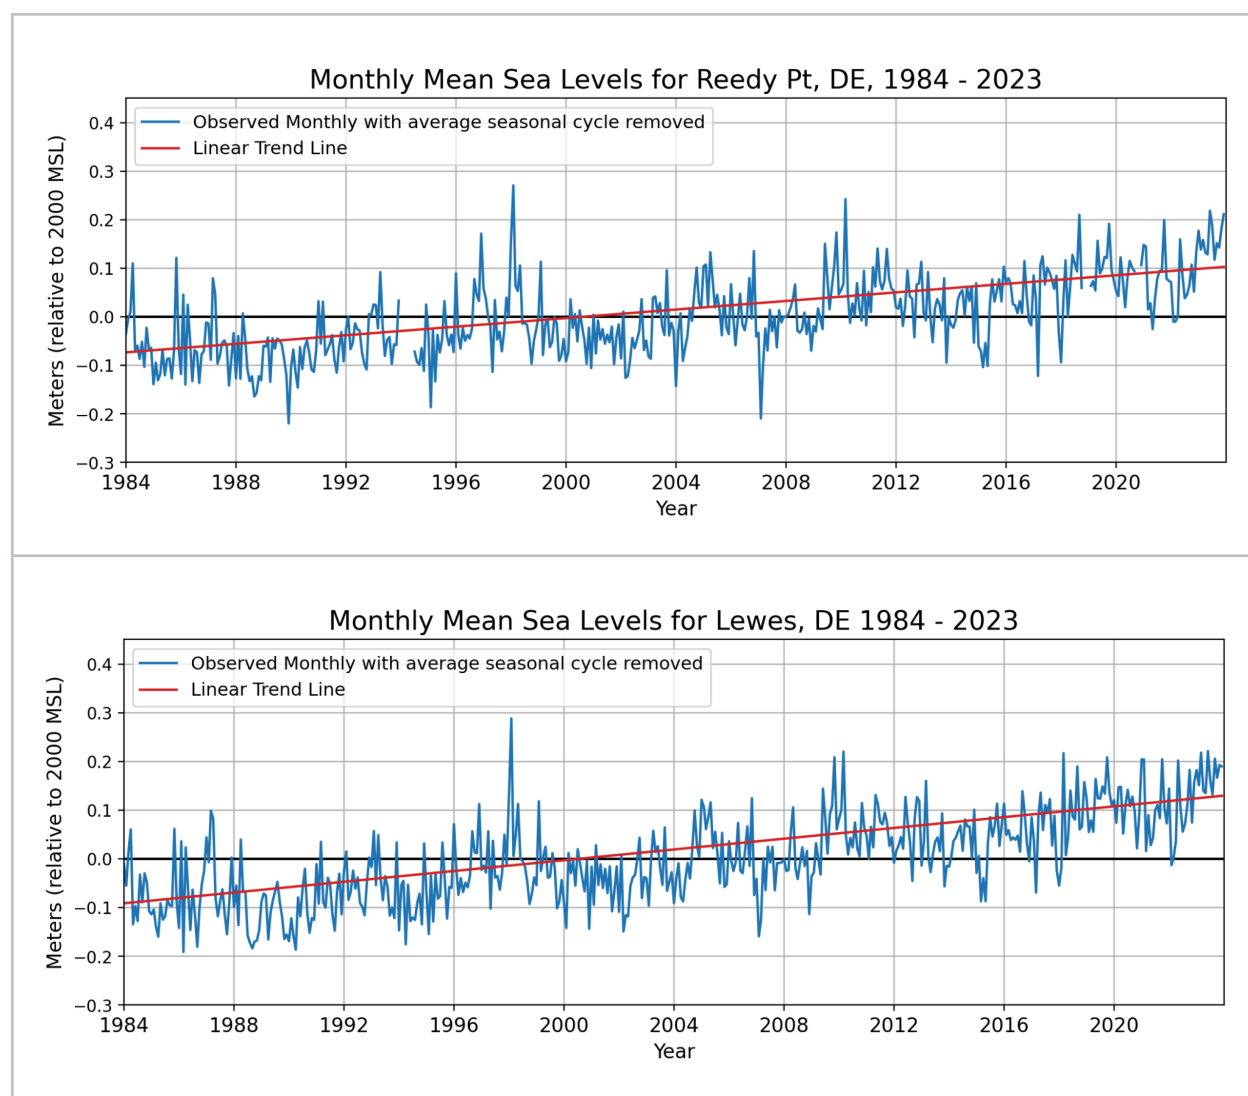 Monthly Mean Sea Levels for Reedy Pt, DE, 1984 - 2023
Observed Monthly with average seasonal cycle removed
Linear Trend Line
Meters (relative to 2000 MSL)
0.4
0.3
0.2
0.1
0.0
−0.1
−0.2
−0.3
1984 1988 1992 1996 2000 2004 2008 2012 2016 2020
Year
Monthly Mean Sea Levels for Lewes, DE 1984 - 2023
Observed Monthly with average seasonal cycle removed
Linear Trend Line
Meters (relative to 2000 MSL)
0.4
0.3
0.2
0.1
0.0
−0.1
−0.2
−0.3
1984 1988 1992 1996 2000 2004 2008 2012 2016 2020
Year